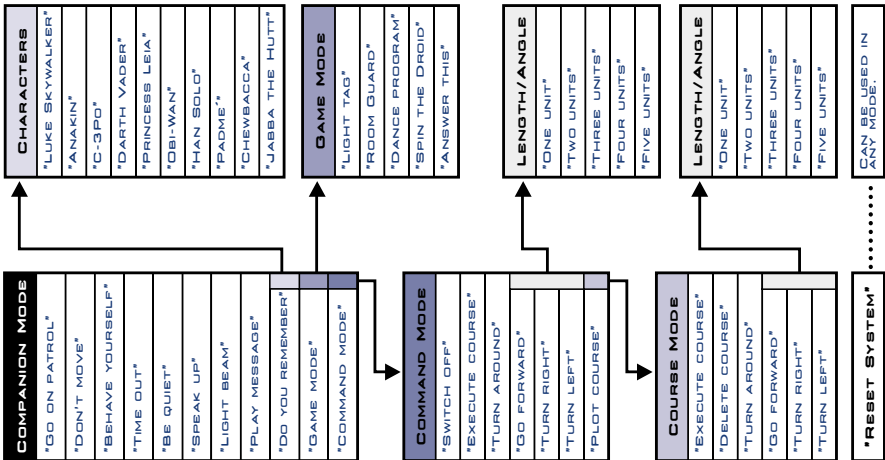 Companion Mode
"Go on patrol"
"Don't move"
"Behave yourself"
"Time out"
"Be quiet"
"Speak up"
"Light beam"
"Play message"
"Do you remember"
"Game mode"
"Command mode"
Characters
"Luke Skywalker"
"Anakin"
"C-3Po"
"Darth Vader"
"Princess Leia"
"Obi-Wan"
"Han Solo"
"Padme´"
"Chewbacca"
"Jabba the Hutt"
Game Mode
"Light tag"
"Room Guard"
"Dance program"
"Spin the Droid"
"Answer this"
Command Mode
"Switch off"
"Execute course"
"Turn around"
"Go forward"
"Turn right"
"Turn left"
"Plot course"
Length/Angle
"One unit"
"Two units"
"Three units"
"Four units"
"Five units"
Course Mode
"Execute course"
"Delete course"
"Turn around"
"Go forward"
"Turn right"
"Turn left"
Length/Angle
"One unit"
"Two units"
"Three units"
"Four units"
"Five units"
"Reset System"
Can be used in
any mode.